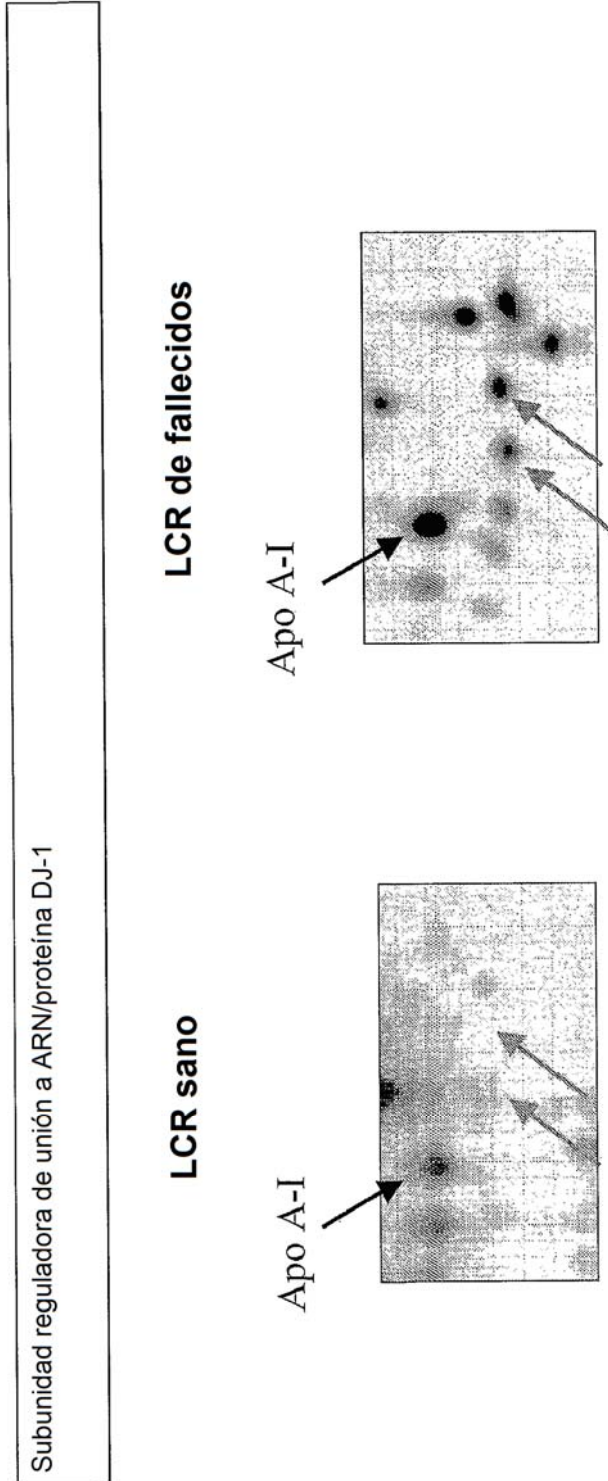 Subunidad reguladora de unión a ARN/proteína DJ-1
LCR sano
LCR de fallecidos
Apo A-I
Apo A-I